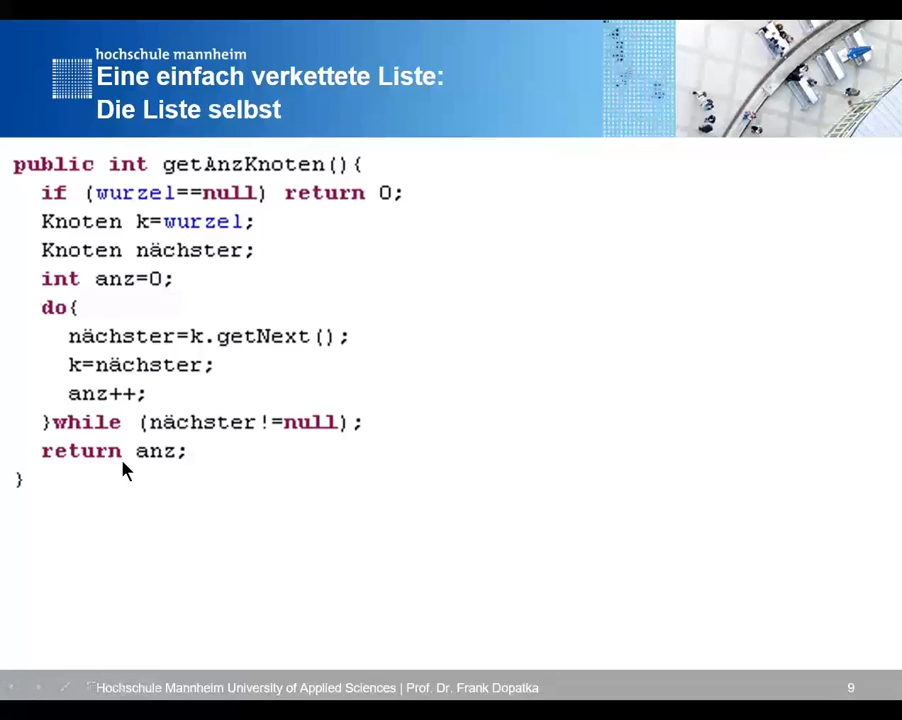 hochschule mannheim
Eine einfach verkettete Liste:
Die Liste selbst
public int getAnzKnoten(){
if (wurzel==null) return 0;
Knoten k=wurzel;
Knoten nächster;
int anz=0;
do{
nächster=k.getNext();
k=nächster;
anz++;
}while (nächster!=null);
return anz;
}
Hochschule Mannheim University of Applied Sciences | Prof. Dr. Frank Dopatka
9